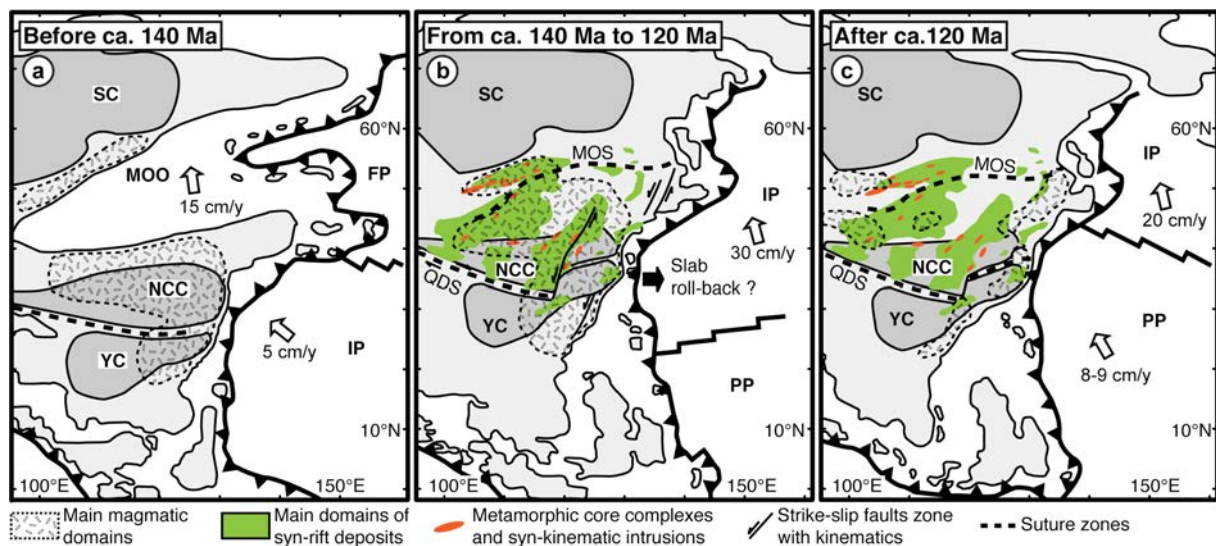 Before ca. 140 Ma
a
SC
MOO
15 cm/y
FP
NCC
YC
5 cm/y
IP
60°N
10°N
100°E
150°E
From ca. 140 Ma to 120 Ma
b
SC
MOS
60°N
IP
30 cm/y
NCC
QDS
Slab
roll-back ?
YC
PP
10°N
100°E
150°E
After ca.120 Ma
c
SC
60°N
MOS
IP
20 cm/y
NCC
QDS
YC
PP
8-9 cm/y
10°N
100°E
150°E
Main magmatic
domains
Main domains of
syn-rift deposits
Metamorphic core complexes
and syn-kinematic intrusions
Strike-slip faults zone
with kinematics
Suture zones